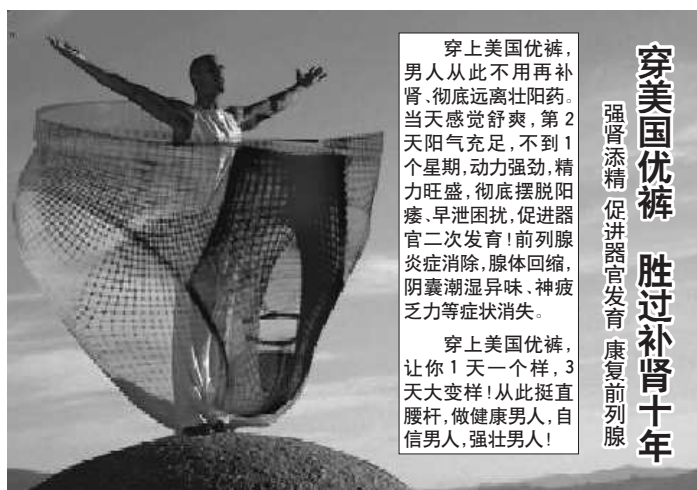 穿美国优裤　胜过补肾十年
强肾添精 促进器官发育 康复前列腺
穿上美国优裤，
男人从此不用再补
肾、彻底远离壮阳药。
当天感觉舒爽，第2
天阳气充足，不到1
个星期，动力强劲，精
力旺盛，彻底摆脱阳
痿、早泄困扰，促进器
官二次发育！前列腺
炎症消除，腺体回缩，
阴囊潮湿异味、神疲
乏力等症状消失。
穿上美国优裤，
让你1天一个样，3
天大变样！从此挺直
腰杆，做健康男人，自
信男人，强壮男人！